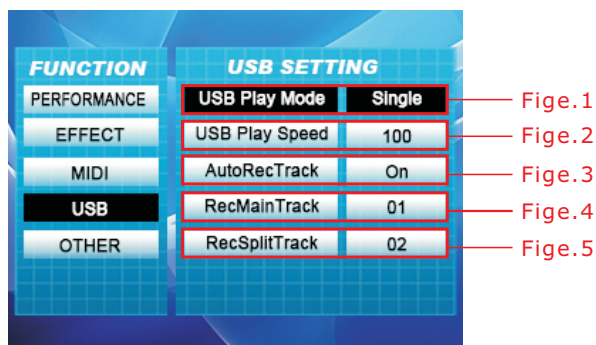 FUNCTION
USB SETTING
PERFORMANCE
USB Play Mode Single
Fige.1
EFFECT
USB Play Speed 100
Fige.2
MIDI
AutoRecTrack On
Fige.3
USB
RecMainTrack 01
Fige.4
OTHER
RecSplitTrack 02
Fige.5